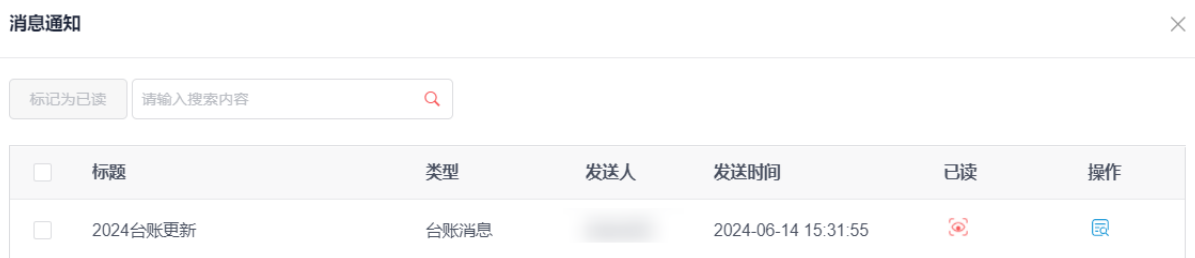 消息通知
标记为已读 请输入搜索内容
标题 类型 发送人 发送时间 已读 操作
2024台账更新 台账消息 2024-06-14 15:31:55